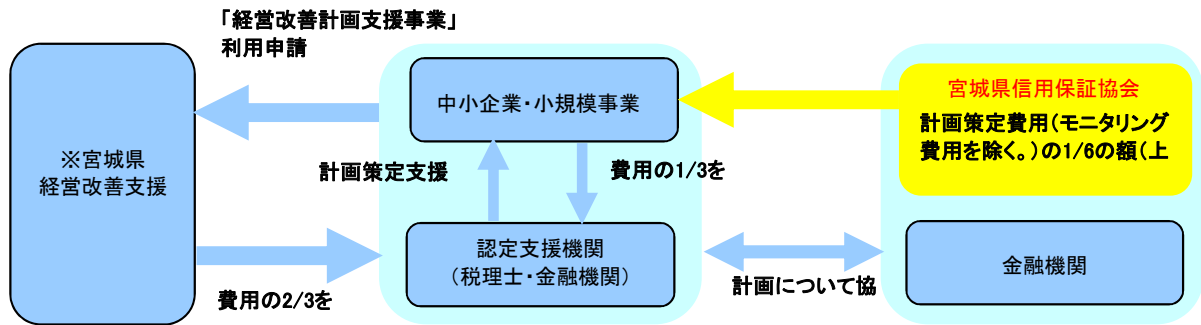 「経営改善計画支援事業」
利用申請
※宮城県
経営改善支援
費用の2/3を
中小企業・小規模事業
計画策定支援
費用の1/3を
認定支援機関
（税理士・金融機関）
計画について協
宮城県信用保証協会
計画策定費用（モニタリング
費用を除く。）の1/6の額（上
金融機関